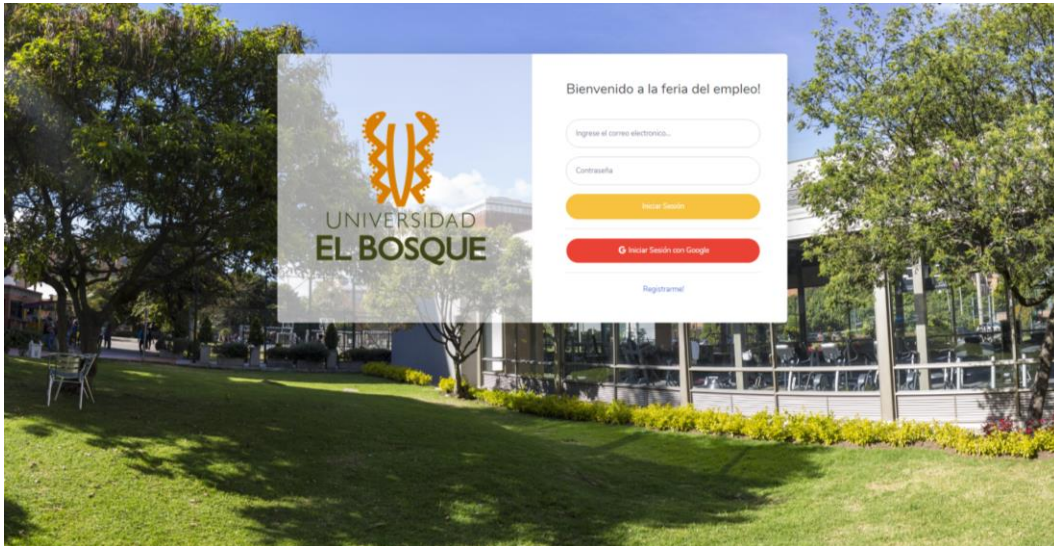 UNIVERSIDAD
EL BOSQUE
Bienvenido a la feria del empleo!
Ingrese el correo electronico...
Contraseña
Iniciar Sesión
G Iniciar Sesión con Google
Registrarme!